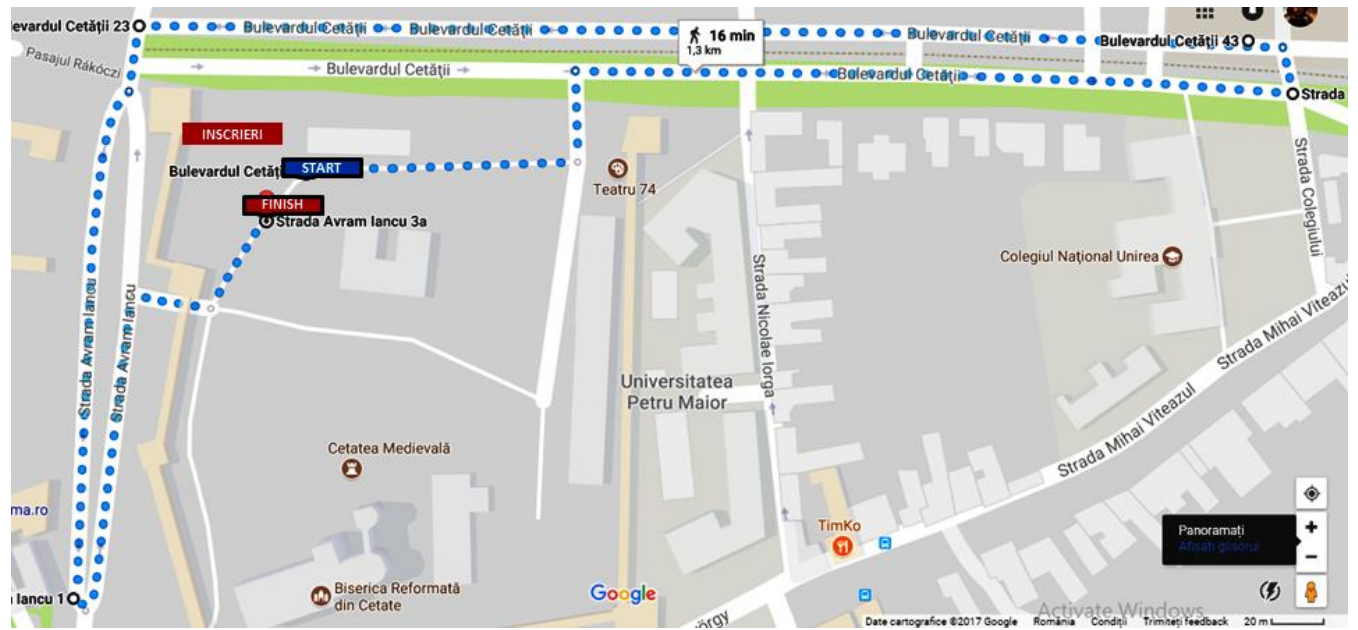 evardul Cetății 23
Bulevardul Cetății
Bulevardul Cetății
16 min
1,3 km
Bulevardul Cetății
Bulevardul Cetății 43
Pasajul Rákóczi
Bulevardul Cetății
Bulevardul Cetății
Strada
INSCRIERI
START
Bulevardul Cetăți
FINISH
Strada Avram Iancu 3a
Teatru 74
Strada Colegiului
Colegiul Național Unirea
Strada Nicolae Iorga
Strada Avram Iancu
Strada Avram Iancu
Strada Mihai Viteazul
Strada Mihai Viteazul
Universitatea
Petru Maior
Cetatea Medievală
ma.ro
TimKo
Panoramați
Afișați glisorul
Biserica Reformată
din Cetate
Iancu 1
Google
örgy
Activate Windows
Date cartografice ©2017 Google România Condiții Trimiteți feedback 20 m